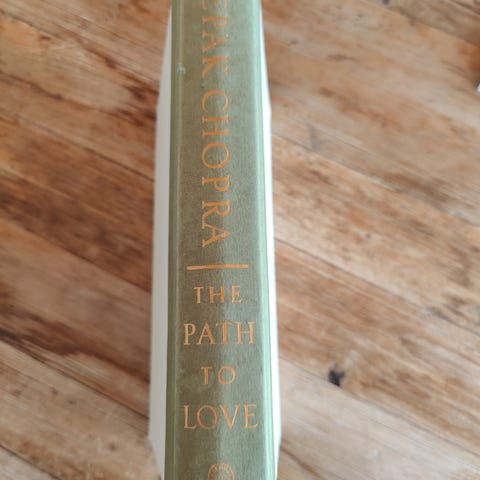 EPAK CHOPRA
THE
PATH
TO
LOVE